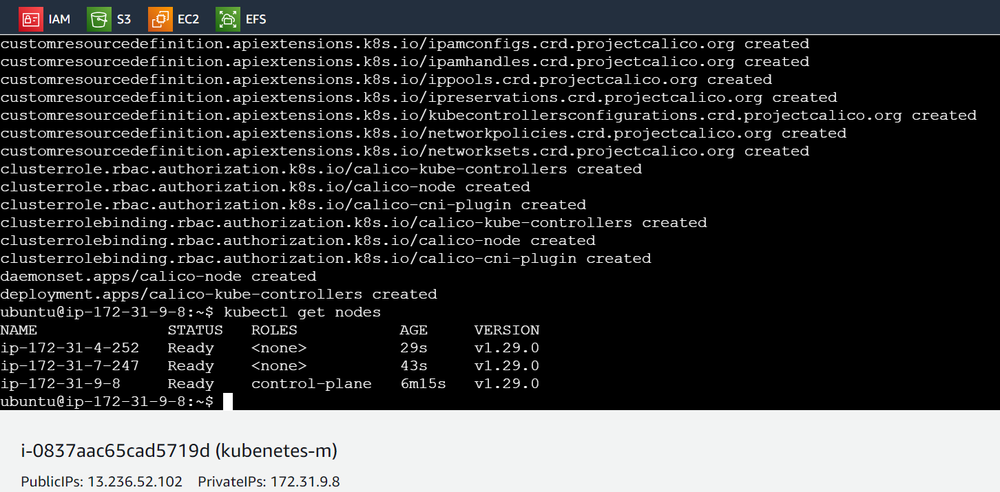 IAM S3 EC2 EFS
customresourcedefinition.apiextensions.k8s.io/ipamconfigs.crd.projectcalico.org created
customresourcedefinition.apiextensions.k8s.io/ipamhandles.crd.projectcalico.org created
customresourcedefinition.apiextensions.k8s.io/ippools.crd.projectcalico.org created
customresourcedefinition.apiextensions.k8s.io/ipreservations.crd.projectcalico.org created
customresourcedefinition.apiextensions.k8s.io/kubecontrollersconfigurations.crd.projectcalico.org created
customresourcedefinition.apiextensions.k8s.io/networkpolicies.crd.projectcalico.org created
customresourcedefinition.apiextensions.k8s.io/networksets.crd.projectcalico.org created
clusterrole.rbac.authorization.k8s.io/calico-kube-controllers created
clusterrole.rbac.authorization.k8s.io/calico-node created
clusterrole.rbac.authorization.k8s.io/calico-cni-plugin created
clusterrolebinding.rbac.authorization.k8s.io/calico-kube-controllers created
clusterrolebinding.rbac.authorization.k8s.io/calico-node created
clusterrolebinding.rbac.authorization.k8s.io/calico-cni-plugin created
daemonset.apps/calico-node created
deployment.apps/calico-kube-controllers created
ubuntu@ip-172-31-9-8:~$ kubectl get nodes
NAME STATUS ROLES AGE VERSION
ip-172-31-4-252 Ready <none> 29s v1.29.0
ip-172-31-7-247 Ready <none> 43s v1.29.0
ip-172-31-9-8 Ready control-plane 6m15s v1.29.0
ubuntu@ip-172-31-9-8:~$
i-0837aac65cad5719d (kubenetes-m)
PublicIPs: 13.236.52.102 PrivateIPs: 172.31.9.8